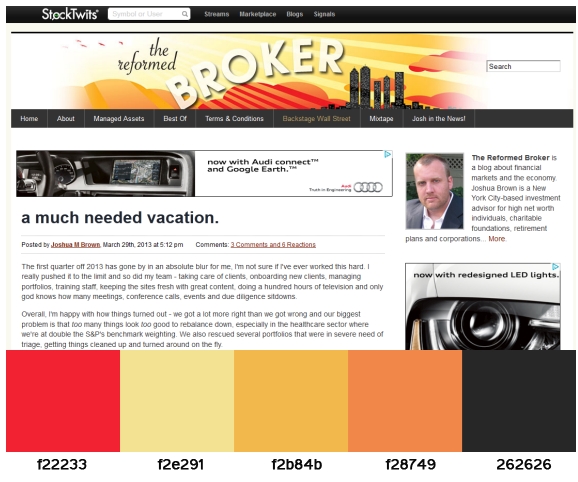 StockTwits
Symbol or User
Streams Marketplace Blogs Signals
the
reformed
BROKER
Search
Home About Managed Assets Best Of Terms & Conditions Backstage Wall Street Mixtape Josh in the News!
now with Audi connect™
and Google Earth.™
Audi
Truth in Engineering
a much needed vacation.
Posted by Joshua M Brown, March 29th, 2013 at 5:12 pm Comments: 3 Comments and 6 Reactions
The first quarter off 2013 has gone by in an absolute blur for me, I'm not sure if I've ever worked this hard. I
really pushed it to the limit and so did my team - taking care of clients, onboarding new clients, managing
portfolios, training staff, keeping the sites fresh with great content, doing a hundred hours of television and only
god knows how many meetings, conference calls, events and due diligence sitdowns.
Overall, I'm happy with how things turned out - we got a lot more right than we got wrong and our biggest
problem is that too many things look too good to rebalance down, especially in the healthcare sector where
we're at double the S&P's benchmark weighting. We also rescued several portfolios that were in severe need of
triage, getting things cleaned up and turned around on the fly.
The Reformed Broker is
a blog about financial
markets and the economy.
Joshua Brown is a New
York City-based investment
advisor for high net worth
individuals, charitable
foundations, retirement
plans and corporations... More.
now with redesigned LED lights.
f22233 f2e291 f2b84b f28749 262626